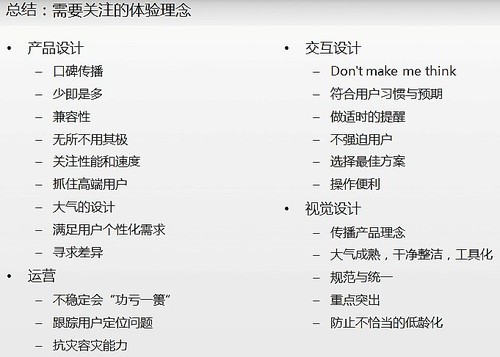 总结：需要关注的体验理念
• 产品设计
– 口碑传播
– 少即是多
– 兼容性
– 无所不用其极
– 关注性能和速度
– 抓住高端用户
– 大气的设计
– 满足用户个性化需求
– 寻求差异
• 运营
– 不稳定会“功亏一篑”
– 跟踪用户定位问题
– 抗灾容灾能力
• 交互设计
– Don't make me think
– 符合用户习惯与预期
– 做适时的提醒
– 不强迫用户
– 选择最佳方案
– 操作便利
• 视觉设计
– 传播产品理念
– 大气成熟，干净整洁，工具化
– 规范与统一
– 重点突出
– 防止不恰当的低龄化